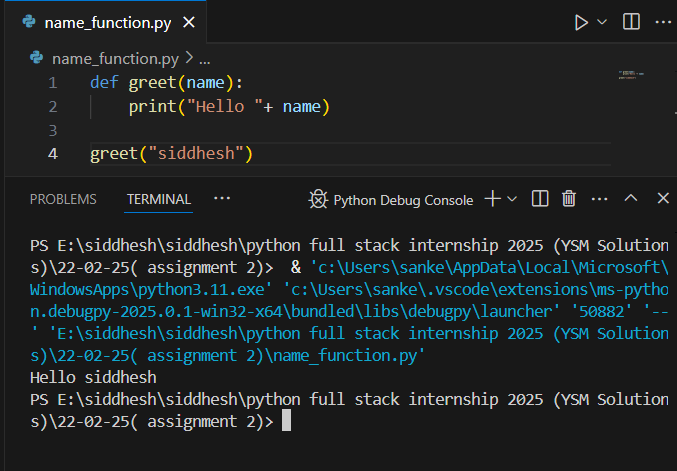 name_function.py
name_function.py > ...
1 def greet(name):
2     print("Hello "+ name)
3
4 greet("siddhesh")
PROBLEMS TERMINAL ... Python Debug Console
PS E:\siddhesh\siddhesh\python full stack internship 2025 (YSM Solution
s)\22-02-25( assignment 2)>  & 'c:\Users\sanke\AppData\Local\Microsoft\
WindowsApps\python3.11.exe' 'c:\Users\sanke\.vscode\extensions\ms-pytho
n.debugpy-2025.0.1-win32-x64\bundled\libs\debugpy\launcher' '50882' '--
' 'E:\siddhesh\siddhesh\python full stack internship 2025 (YSM Solution
s)\22-02-25( assignment 2)\name_function.py'
Hello siddhesh
PS E:\siddhesh\siddhesh\python full stack internship 2025 (YSM Solution
s)\22-02-25( assignment 2)>